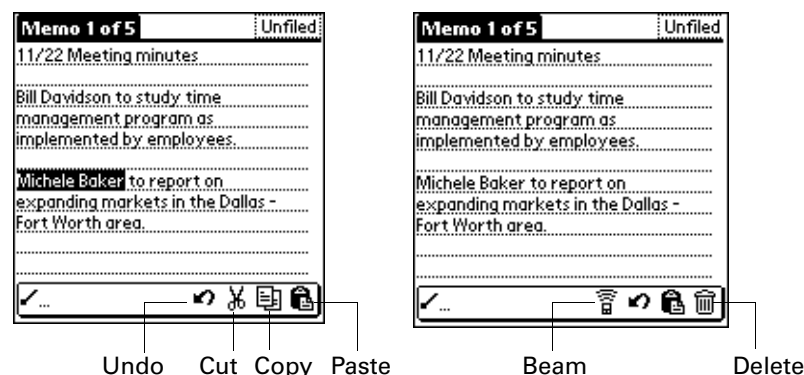 Memo 1 of 5 Unfiled
11/22 Meeting minutes
Bill Davidson to study time
management program as
implemented by employees.
Michele Baker to report on
expanding markets in the Dallas -
Fort Worth area.
...
Undo Cut Copy Paste
Memo 1 of 5 Unfiled
11/22 Meeting minutes
Bill Davidson to study time
management program as
implemented by employees.
Michele Baker to report on
expanding markets in the Dallas -
Fort Worth area.
...
Beam Delete